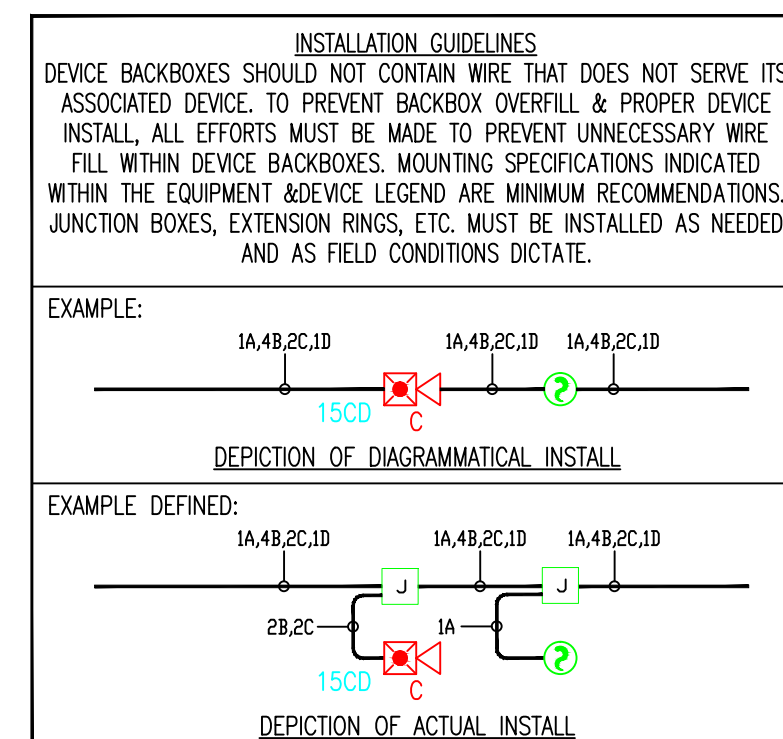 INSTALLATION GUIDELINES
DEVICE BACKBOXES SHOULD NOT CONTAIN WIRE THAT DOES NOT SERVE ITS
ASSOCIATED DEVICE. TO PREVENT BACKBOX OVERFILL & PROPER DEVICE
INSTALL, ALL EFFORTS MUST BE MADE TO PREVENT UNNECESSARY WIRE
FILL WITHIN DEVICE BACKBOXES. MOUNTING SPECIFICATIONS INDICATED
WITHIN THE EQUIPMENT &DEVICE LEGEND ARE MINIMUM RECOMMENDATIONS.
JUNCTION BOXES, EXTENSION RINGS, ETC. MUST BE INSTALLED AS NEEDED
AND AS FIELD CONDITIONS DICTATE.
EXAMPLE:
1A,4B,2C,1D 1A,4B,2C,1D 1A,4B,2C,1D
15CD C
DEPICTION OF DIAGRAMMATICAL INSTALL
EXAMPLE DEFINED:
1A,4B,2C,1D 1A,4B,2C,1D 1A,4B,2C,1D
J J
2B,2C 1A
15CD C
DEPICTION OF ACTUAL INSTALL